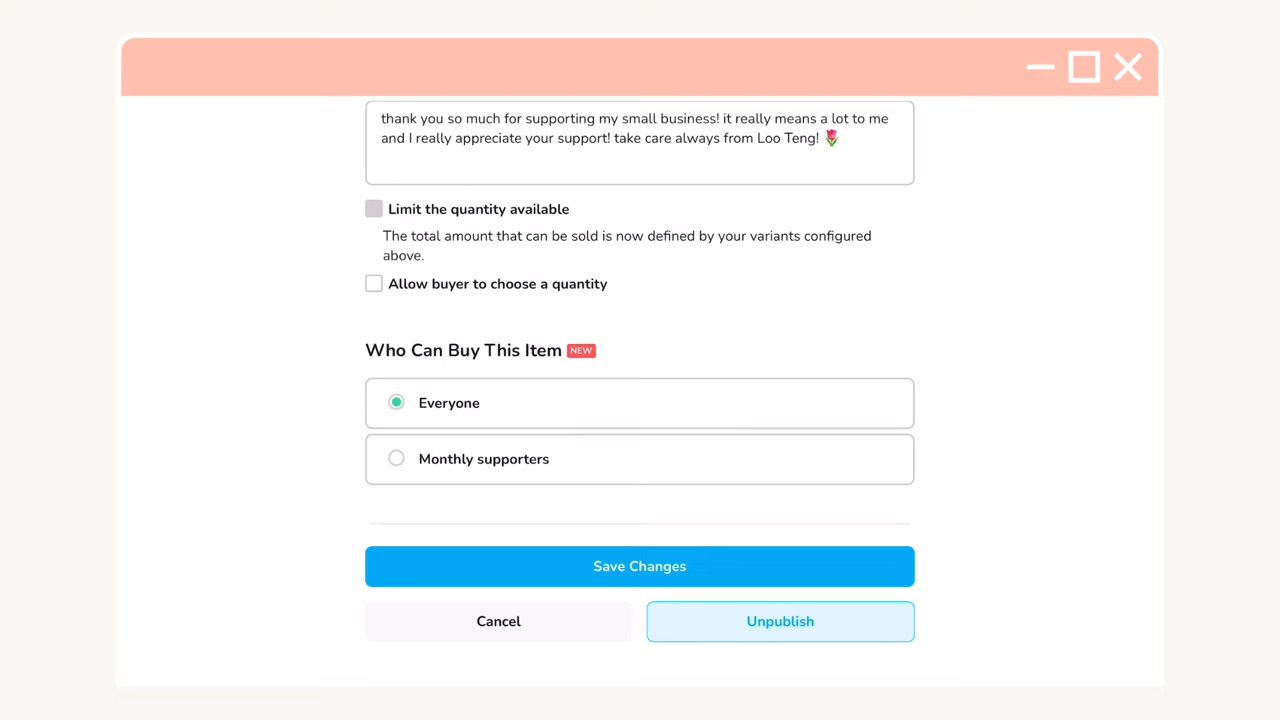 thank you so much for supporting my small business! it really means a lot to me
and I really appreciate your support! take care always from Loo Teng! 🌷
Limit the quantity available
The total amount that can be sold is now defined by your variants configured
above.
Allow buyer to choose a quantity
Who Can Buy This Item NEW
Everyone
Monthly supporters
Save Changes
Cancel
Unpublish